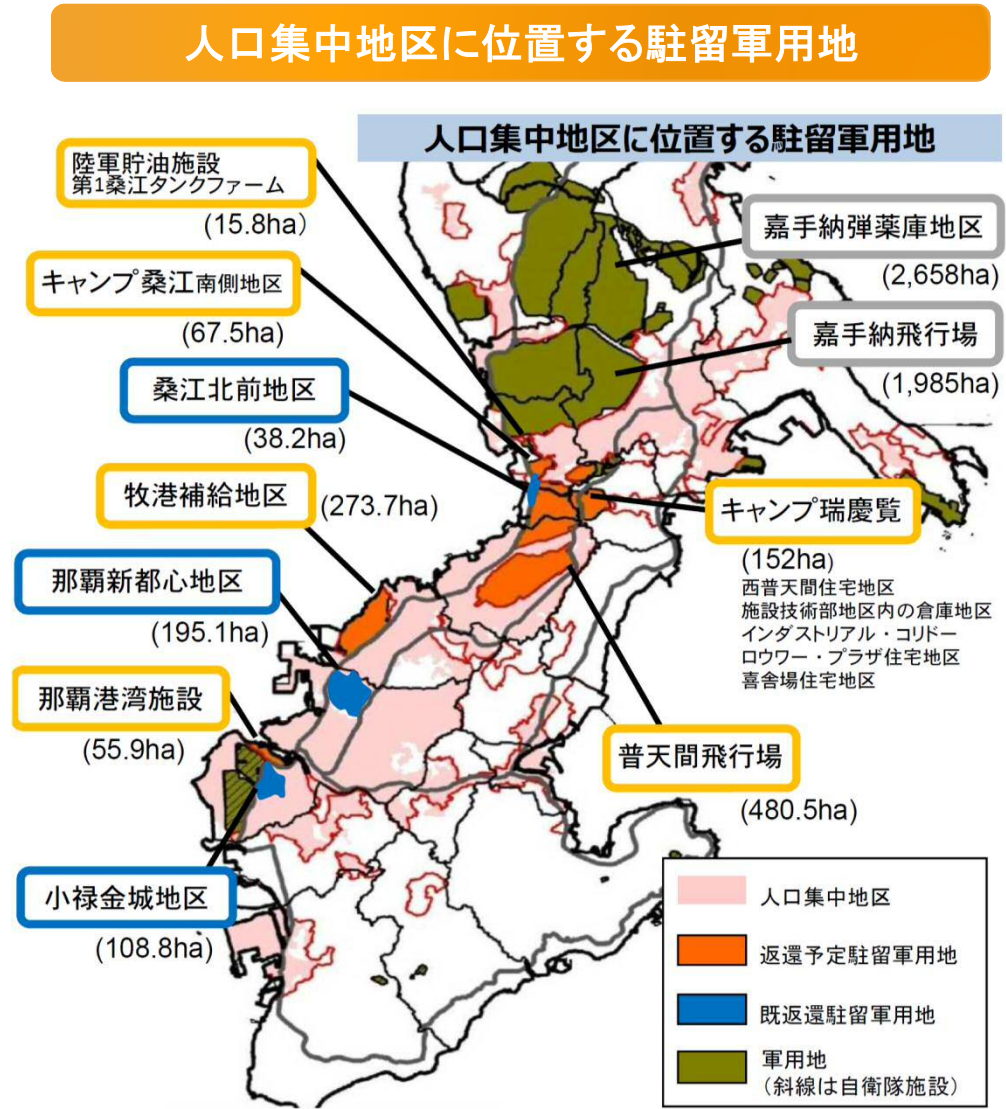 人口集中地区に位置する駐留軍用地
人口集中地区に位置する駐留軍用地
陸軍貯油施設
第1桑江タンクファーム
(15.8ha)
キャンプ桑江南側地区
(67.5ha)
桑江北前地区
(38.2ha)
牧港補給地区
(273.7ha)
那覇新都心地区
(195.1ha)
那覇港湾施設
(55.9ha)
小禄金城地区
(108.8ha)
嘉手納弾薬庫地区
(2,658ha)
嘉手納飛行場
(1,985ha)
キャンプ瑞慶覧
(152ha)
西普天間住宅地区
施設技術部地区内の倉庫地区
インダストリアル・コリドー
ロウワー・プラザ住宅地区
喜舎場住宅地区
普天間飛行場
(480.5ha)
人口集中地区
返還予定駐留軍用地
既返還駐留軍用地
軍用地
(斜線は自衛隊施設)